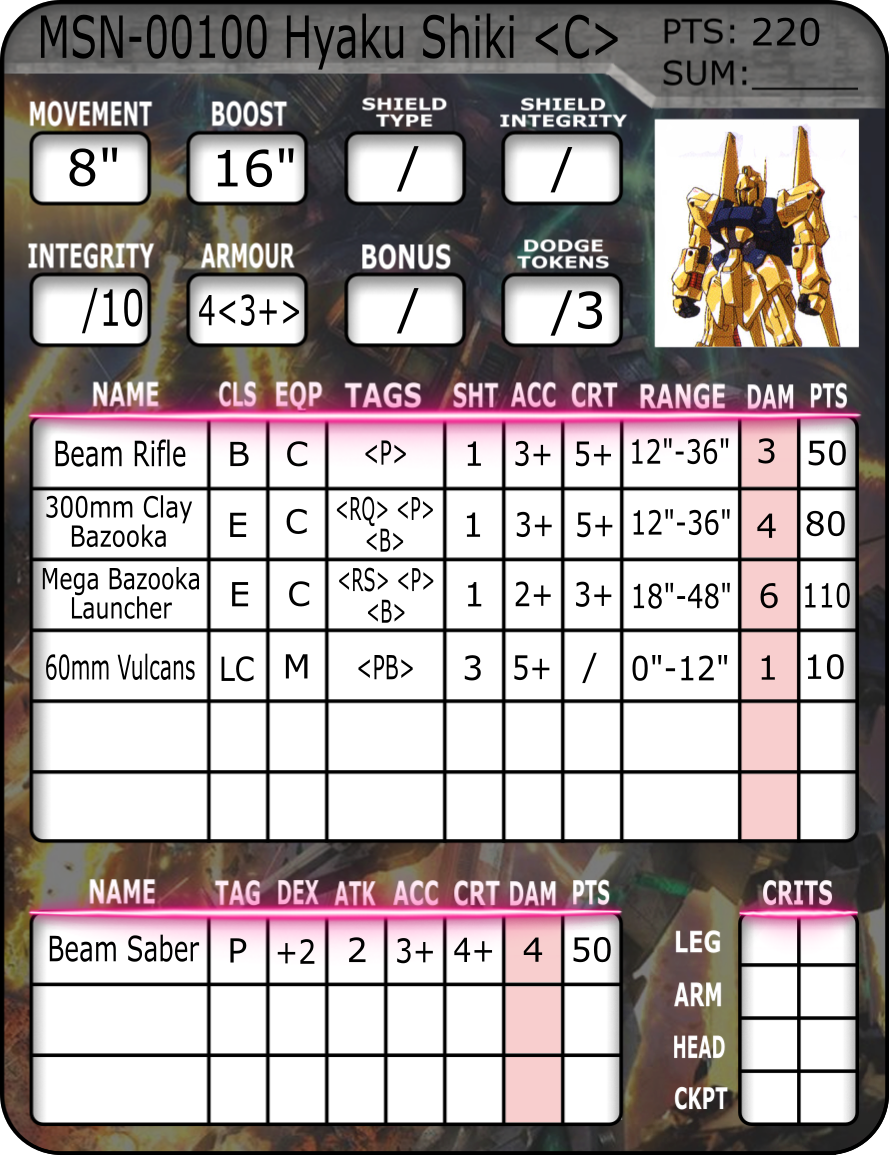 MSN-00100 Hyaku Shiki <C>
PTS: 220
SUM:______
MOVEMENT BOOST SHIELD TYPE SHIELD INTEGRITY
8" 16" / /
INTEGRITY ARMOUR BONUS DODGE TOKENS
/10 4<3+> / /3
NAME CLS EQP TAGS SHT ACC CRT RANGE DAM PTS
Beam Rifle B C <P> 1 3+ 5+ 12"-36" 3 50
300mm Clay Bazooka E C <RQ> <P> <B> 1 3+ 5+ 12"-36" 4 80
Mega Bazooka Launcher E C <RS> <P> <B> 1 2+ 3+ 18"-48" 6 110
60mm Vulcans LC M <PB> 3 5+ / 0"-12" 1 10
NAME TAG DEX ATK ACC CRT DAM PTS
Beam Saber P +2 2 3+ 4+ 4 50
CRITS
LEG
ARM
HEAD
CKPT